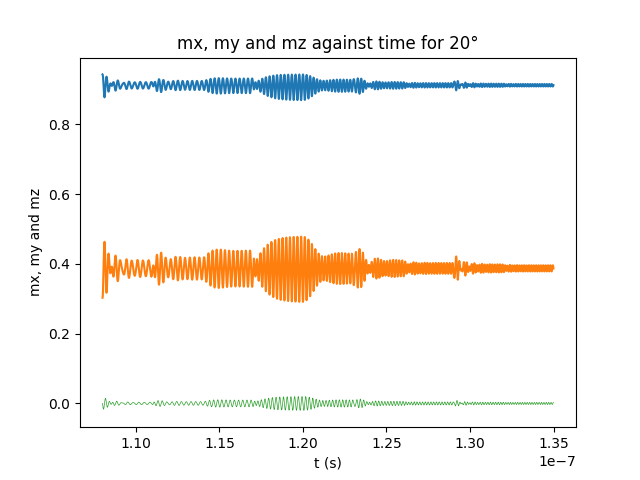 mx, my and mz against time for 20°
mx, my and mz
0.8
0.6
0.4
0.2
0.0
1.10 1.15 1.20 1.25 1.30 1.35
1e−7
t (s)